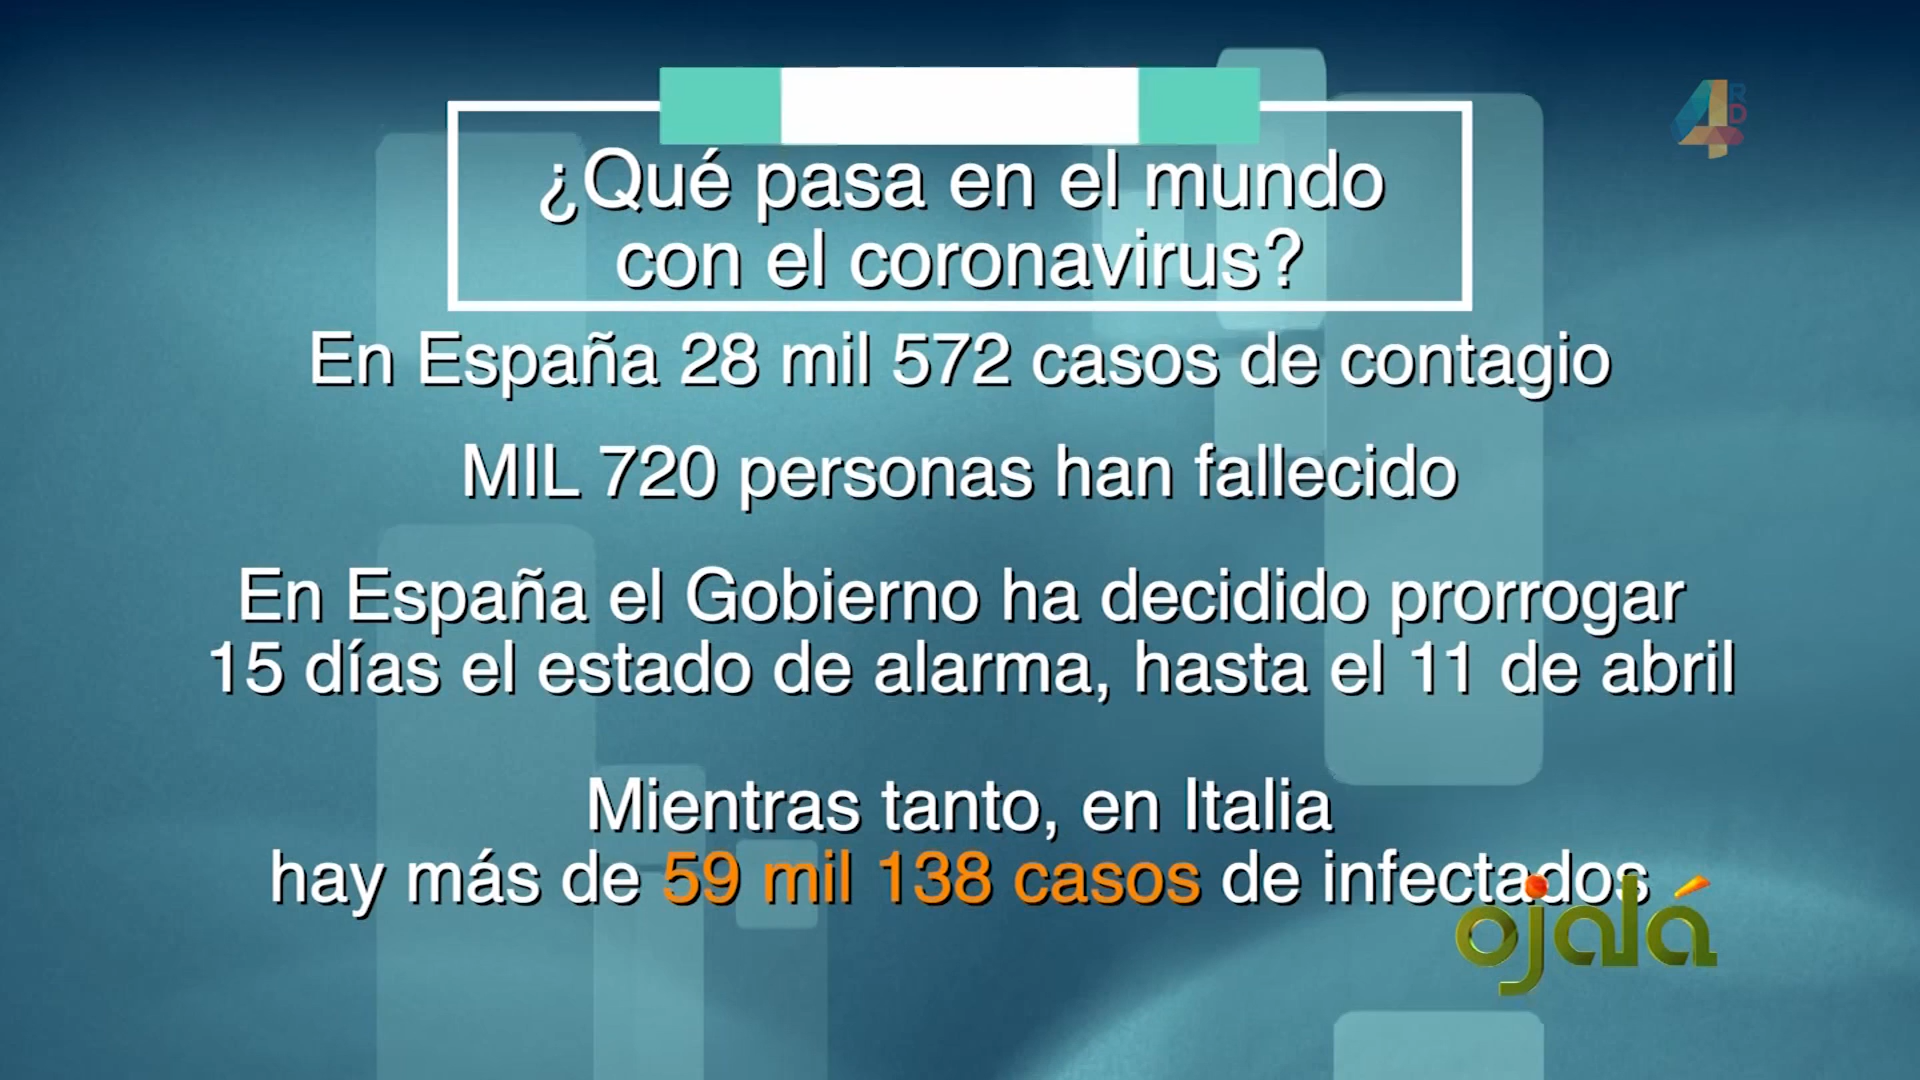 4
RD
¿Qué pasa en el mundo
con el coronavirus?
En España 28 mil 572 casos de contagio
MIL 720 personas han fallecido
En España el Gobierno ha decidido prorrogar
15 días el estado de alarma, hasta el 11 de abril
Mientras tanto, en Italia
hay más de 59 mil 138 casos de infectados
ojalá